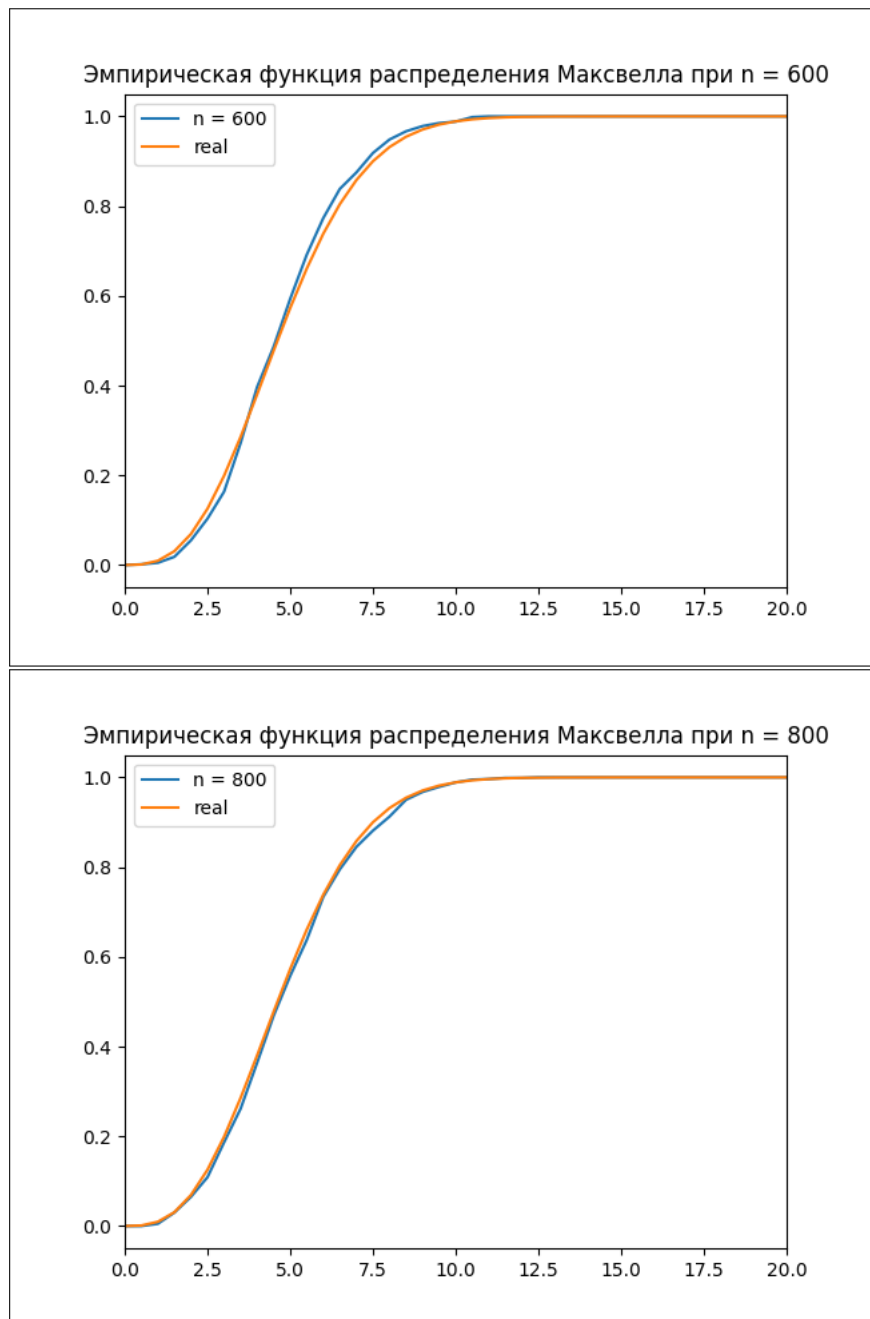 Эмпирическая функция распределения Максвелла при n = 600
n = 600
real
1.0
0.8
0.6
0.4
0.2
0.0
0.0 2.5 5.0 7.5 10.0 12.5 15.0 17.5 20.0
Эмпирическая функция распределения Максвелла при n = 800
n = 800
real
1.0
0.8
0.6
0.4
0.2
0.0
0.0 2.5 5.0 7.5 10.0 12.5 15.0 17.5 20.0